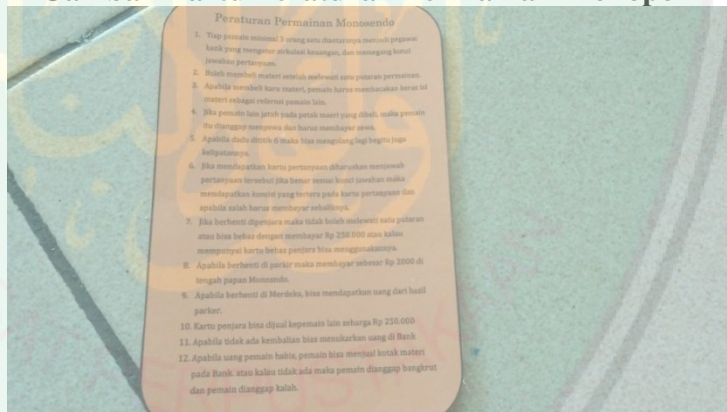 Peraturan Permainan Monosendo
1. Tiap pemain minimal 3 orang satu diantaranya menjadi pegawai
bank yang mengatur sirkulasi keuangan, dan memegang kunci
jawaban pertanyaan.
2. Boleh membeli materi setelah melewati satu putaran permainan.
3. Apabila membeli kartu materi, pemain harus membacakan keras isi
materi sebagai referensi pemain lain.
4. Jika pemain lain jatuh pada petak materi yang dibeli, maka pemain
itu dianggap menyewa dan harus membayar sewa.
5. Apabila dadu dititik 6 maka bisa mengulang lagi begitu juga
kelipatannya.
6. Jika mendapatkan kartu pertanyaan diharuskan menjawab
pertanyaan tersebut jika benar sesuai kunci jawaban maka
mendapatkan komisi yang tertera pada kartu pertanyaan dan
apabila salah harus membayar sebaliknya.
7. Jika berhenti dipenjara maka tidak boleh melewati satu putaran
atau bisa bebas dengan membayar Rp 250.000 atau kalau
mempunyai kartu bebas penjara bisa menggunakannya.
8. Apabila berhenti di parkir maka membayar sebesar Rp 2000 di
tengah papan Monosendo.
9. Apabila berhenti di Merdeka, bisa mendapatkan uang dari hasil
parkir.
10. Kartu penjara bisa dijual kepemain lain seharga Rp 250.000
11. Apabila tidak ada kembalian bisa menukarkan uang di Bank
12. Apabila uang pemain habis, pemain bisa menjual kotak materi
pada Bank. atau kalau tidak ada maka pemain dianggap bangkrut
dan pemain dianggap kalah.